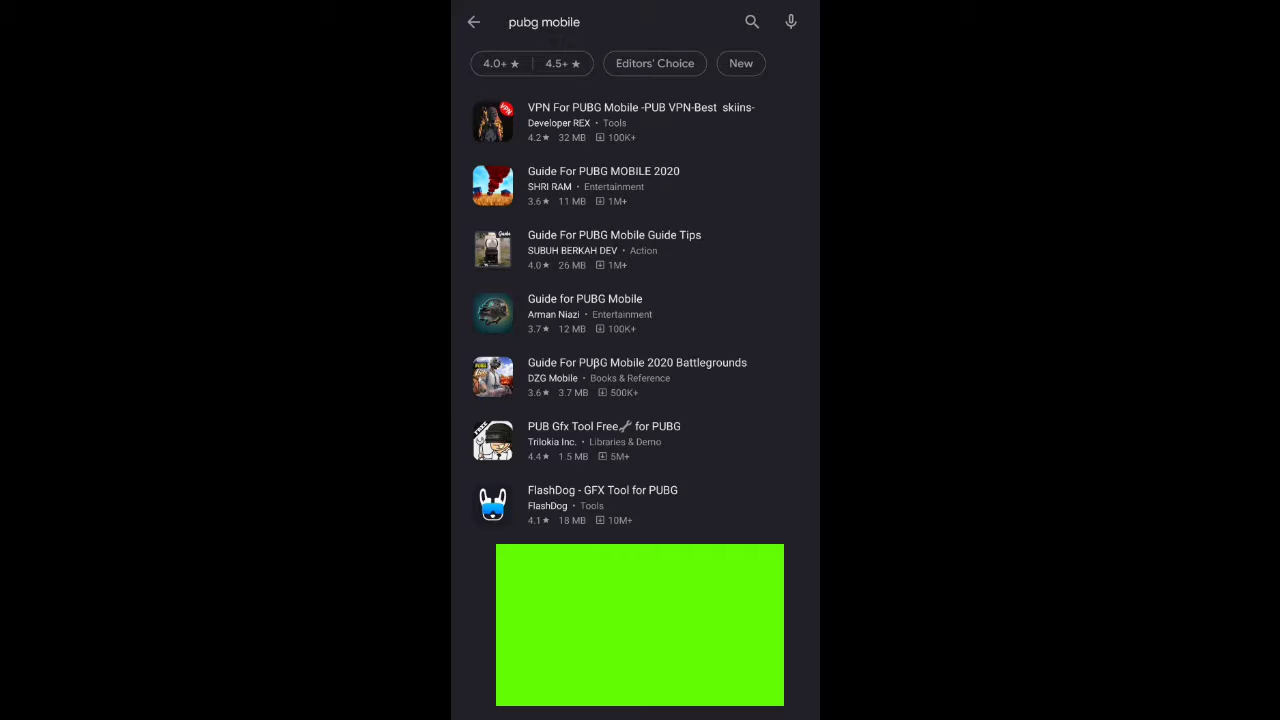 pubg mobile
4.0+ ★ 4.5+ ★ Editors' Choice New
VPN For PUBG Mobile -PUB VPN-Best skiins-
Developer REX • Tools
4.2★ 32 MB 100K+
Guide For PUBG MOBILE 2020
SHRI RAM • Entertainment
3.6★ 11 MB 1M+
Guide For PUBG Mobile Guide Tips
SUBUH BERKAH DEV • Action
4.0★ 26 MB 1M+
Guide for PUBG Mobile
Arman Niazi • Entertainment
3.7★ 12 MB 100K+
Guide For PUβG Mobile 2020 Battlegrounds
DZG Mobile • Books & Reference
3.6★ 3.7 MB 500K+
PUB Gfx Tool Free🔧 for PUBG
Trilokia Inc. • Libraries & Demo
4.4★ 1.5 MB 5M+
FlashDog - GFX Tool for PUBG
FlashDog • Tools
4.1★ 18 MB 10M+
VPN
Guide
FREE